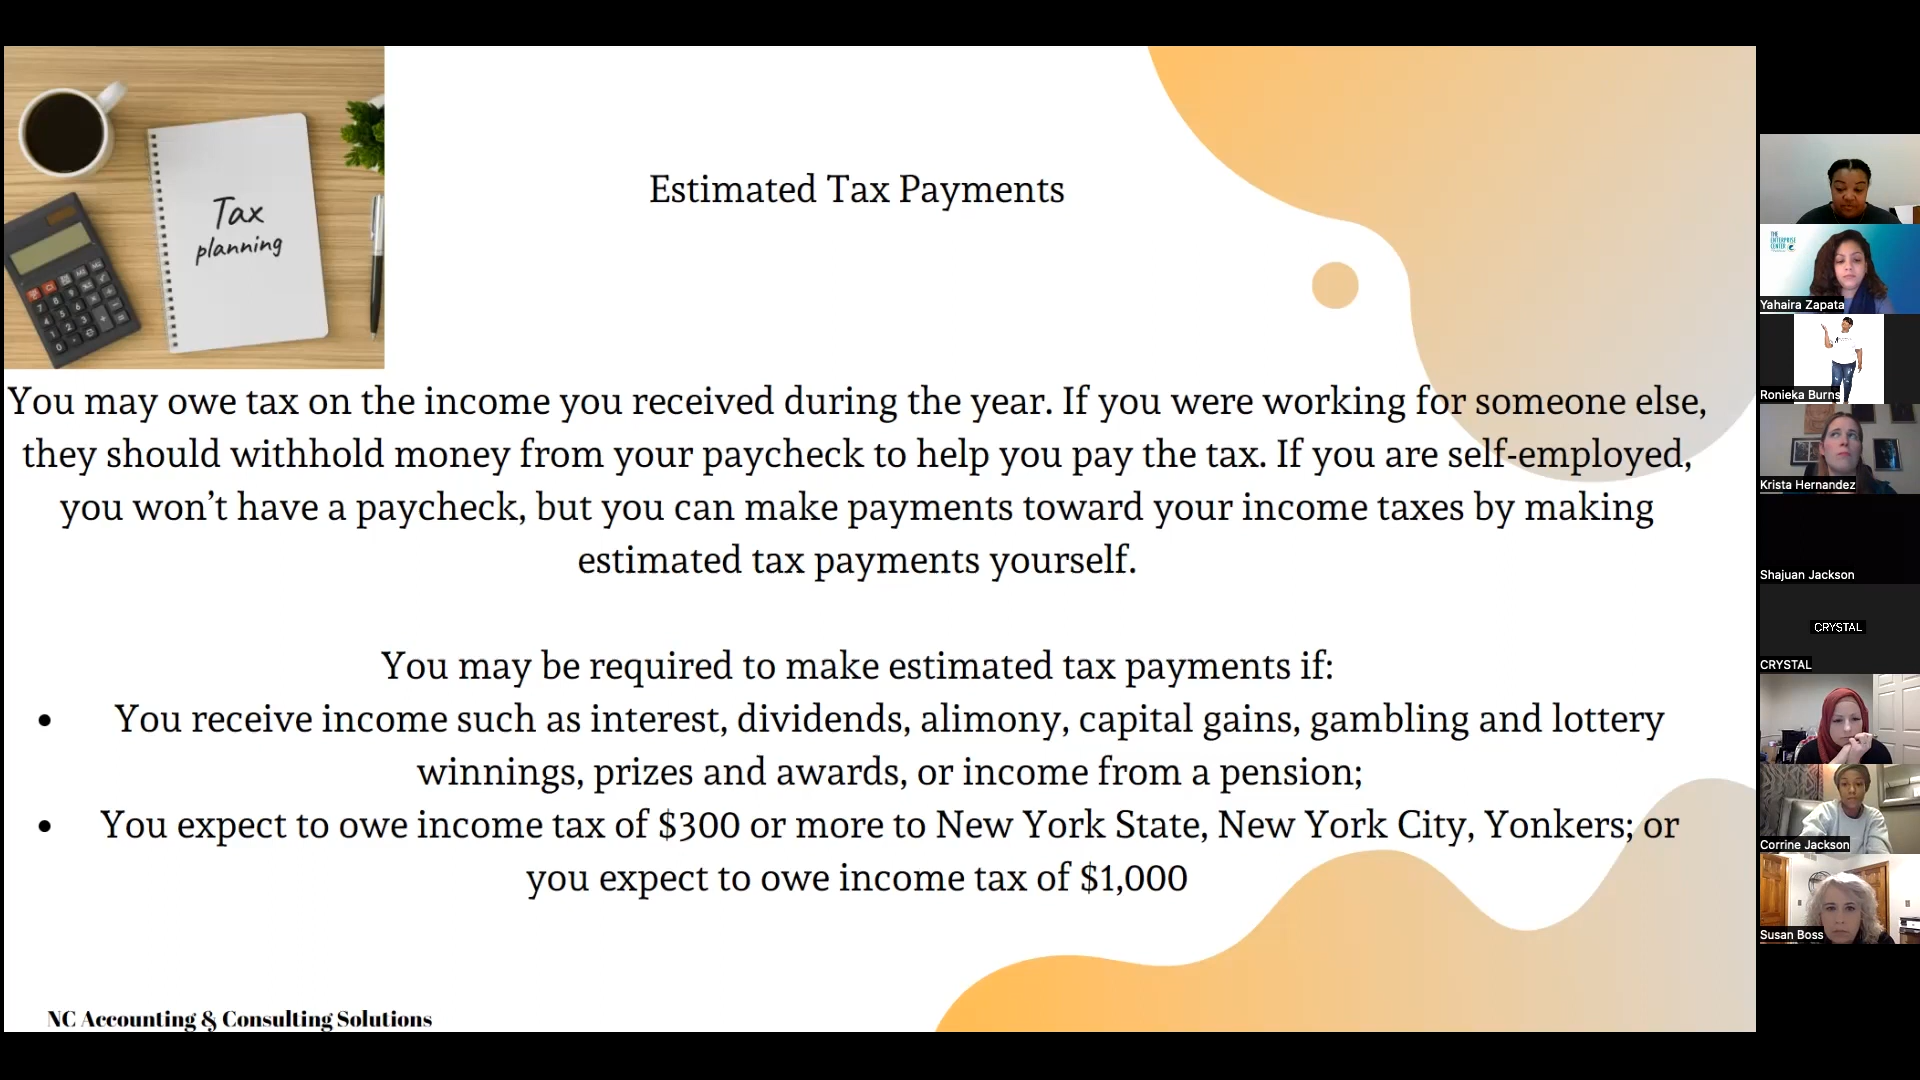 Tax
planning
Estimated Tax Payments
You may owe tax on the income you received during the year. If you were working for someone else,
they should withhold money from your paycheck to help you pay the tax. If you are self-employed,
you won’t have a paycheck, but you can make payments toward your income taxes by making
estimated tax payments yourself.
You may be required to make estimated tax payments if:
• You receive income such as interest, dividends, alimony, capital gains, gambling and lottery
winnings, prizes and awards, or income from a pension;
• You expect to owe income tax of $300 or more to New York State, New York City, Yonkers; or
you expect to owe income tax of $1,000
NC Accounting & Consulting Solutions
THE
ENTERPRISE
CENTER
Yahaira Zapata
Ronieka Burns
Krista Hernandez
Shajuan Jackson
CRYSTAL
CRYSTAL
Corrine Jackson
Susan Boss